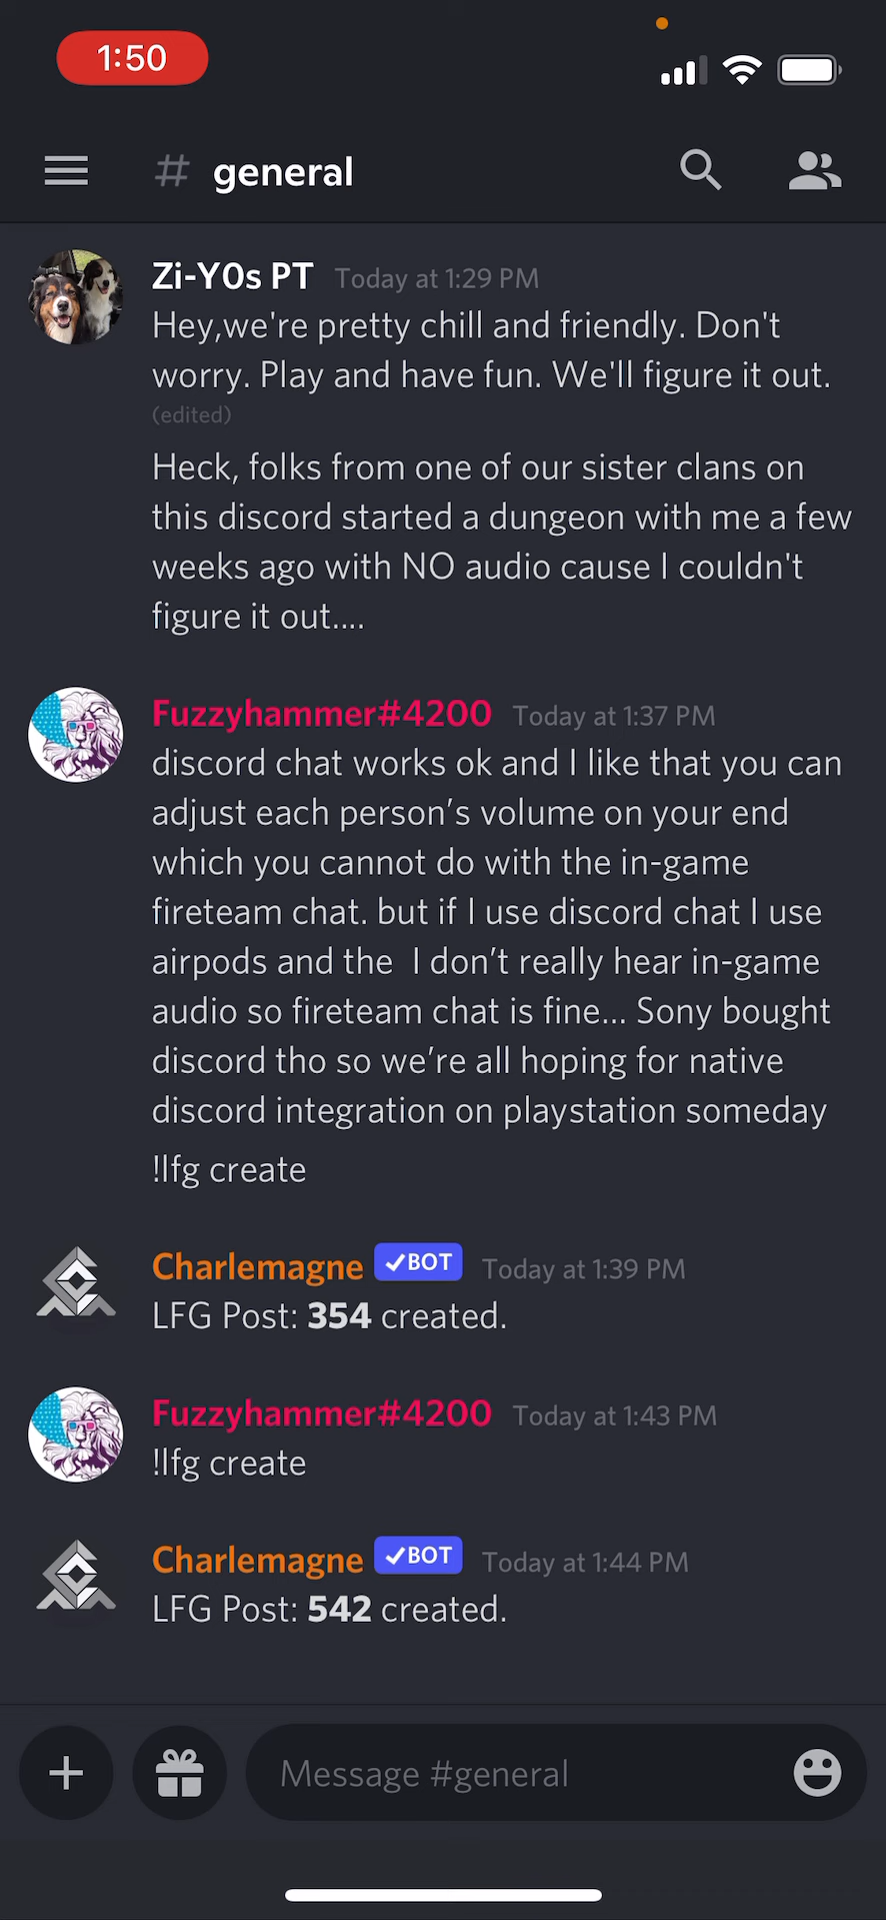 1:50
# general
Zi-Y0s PT Today at 1:29 PM
Hey,we're pretty chill and friendly. Don't
worry. Play and have fun. We'll figure it out.
(edited)
Heck, folks from one of our sister clans on
this discord started a dungeon with me a few
weeks ago with NO audio cause I couldn't
figure it out....
Fuzzyhammer#4200 Today at 1:37 PM
discord chat works ok and I like that you can
adjust each person’s volume on your end
which you cannot do with the in-game
fireteam chat. but if I use discord chat I use
airpods and the  I don’t really hear in-game
audio so fireteam chat is fine... Sony bought
discord tho so we’re all hoping for native
discord integration on playstation someday
!lfg create
Charlemagne ✓BOT Today at 1:39 PM
LFG Post: 354 created.
Fuzzyhammer#4200 Today at 1:43 PM
!lfg create
Charlemagne ✓BOT Today at 1:44 PM
LFG Post: 542 created.
Message #general